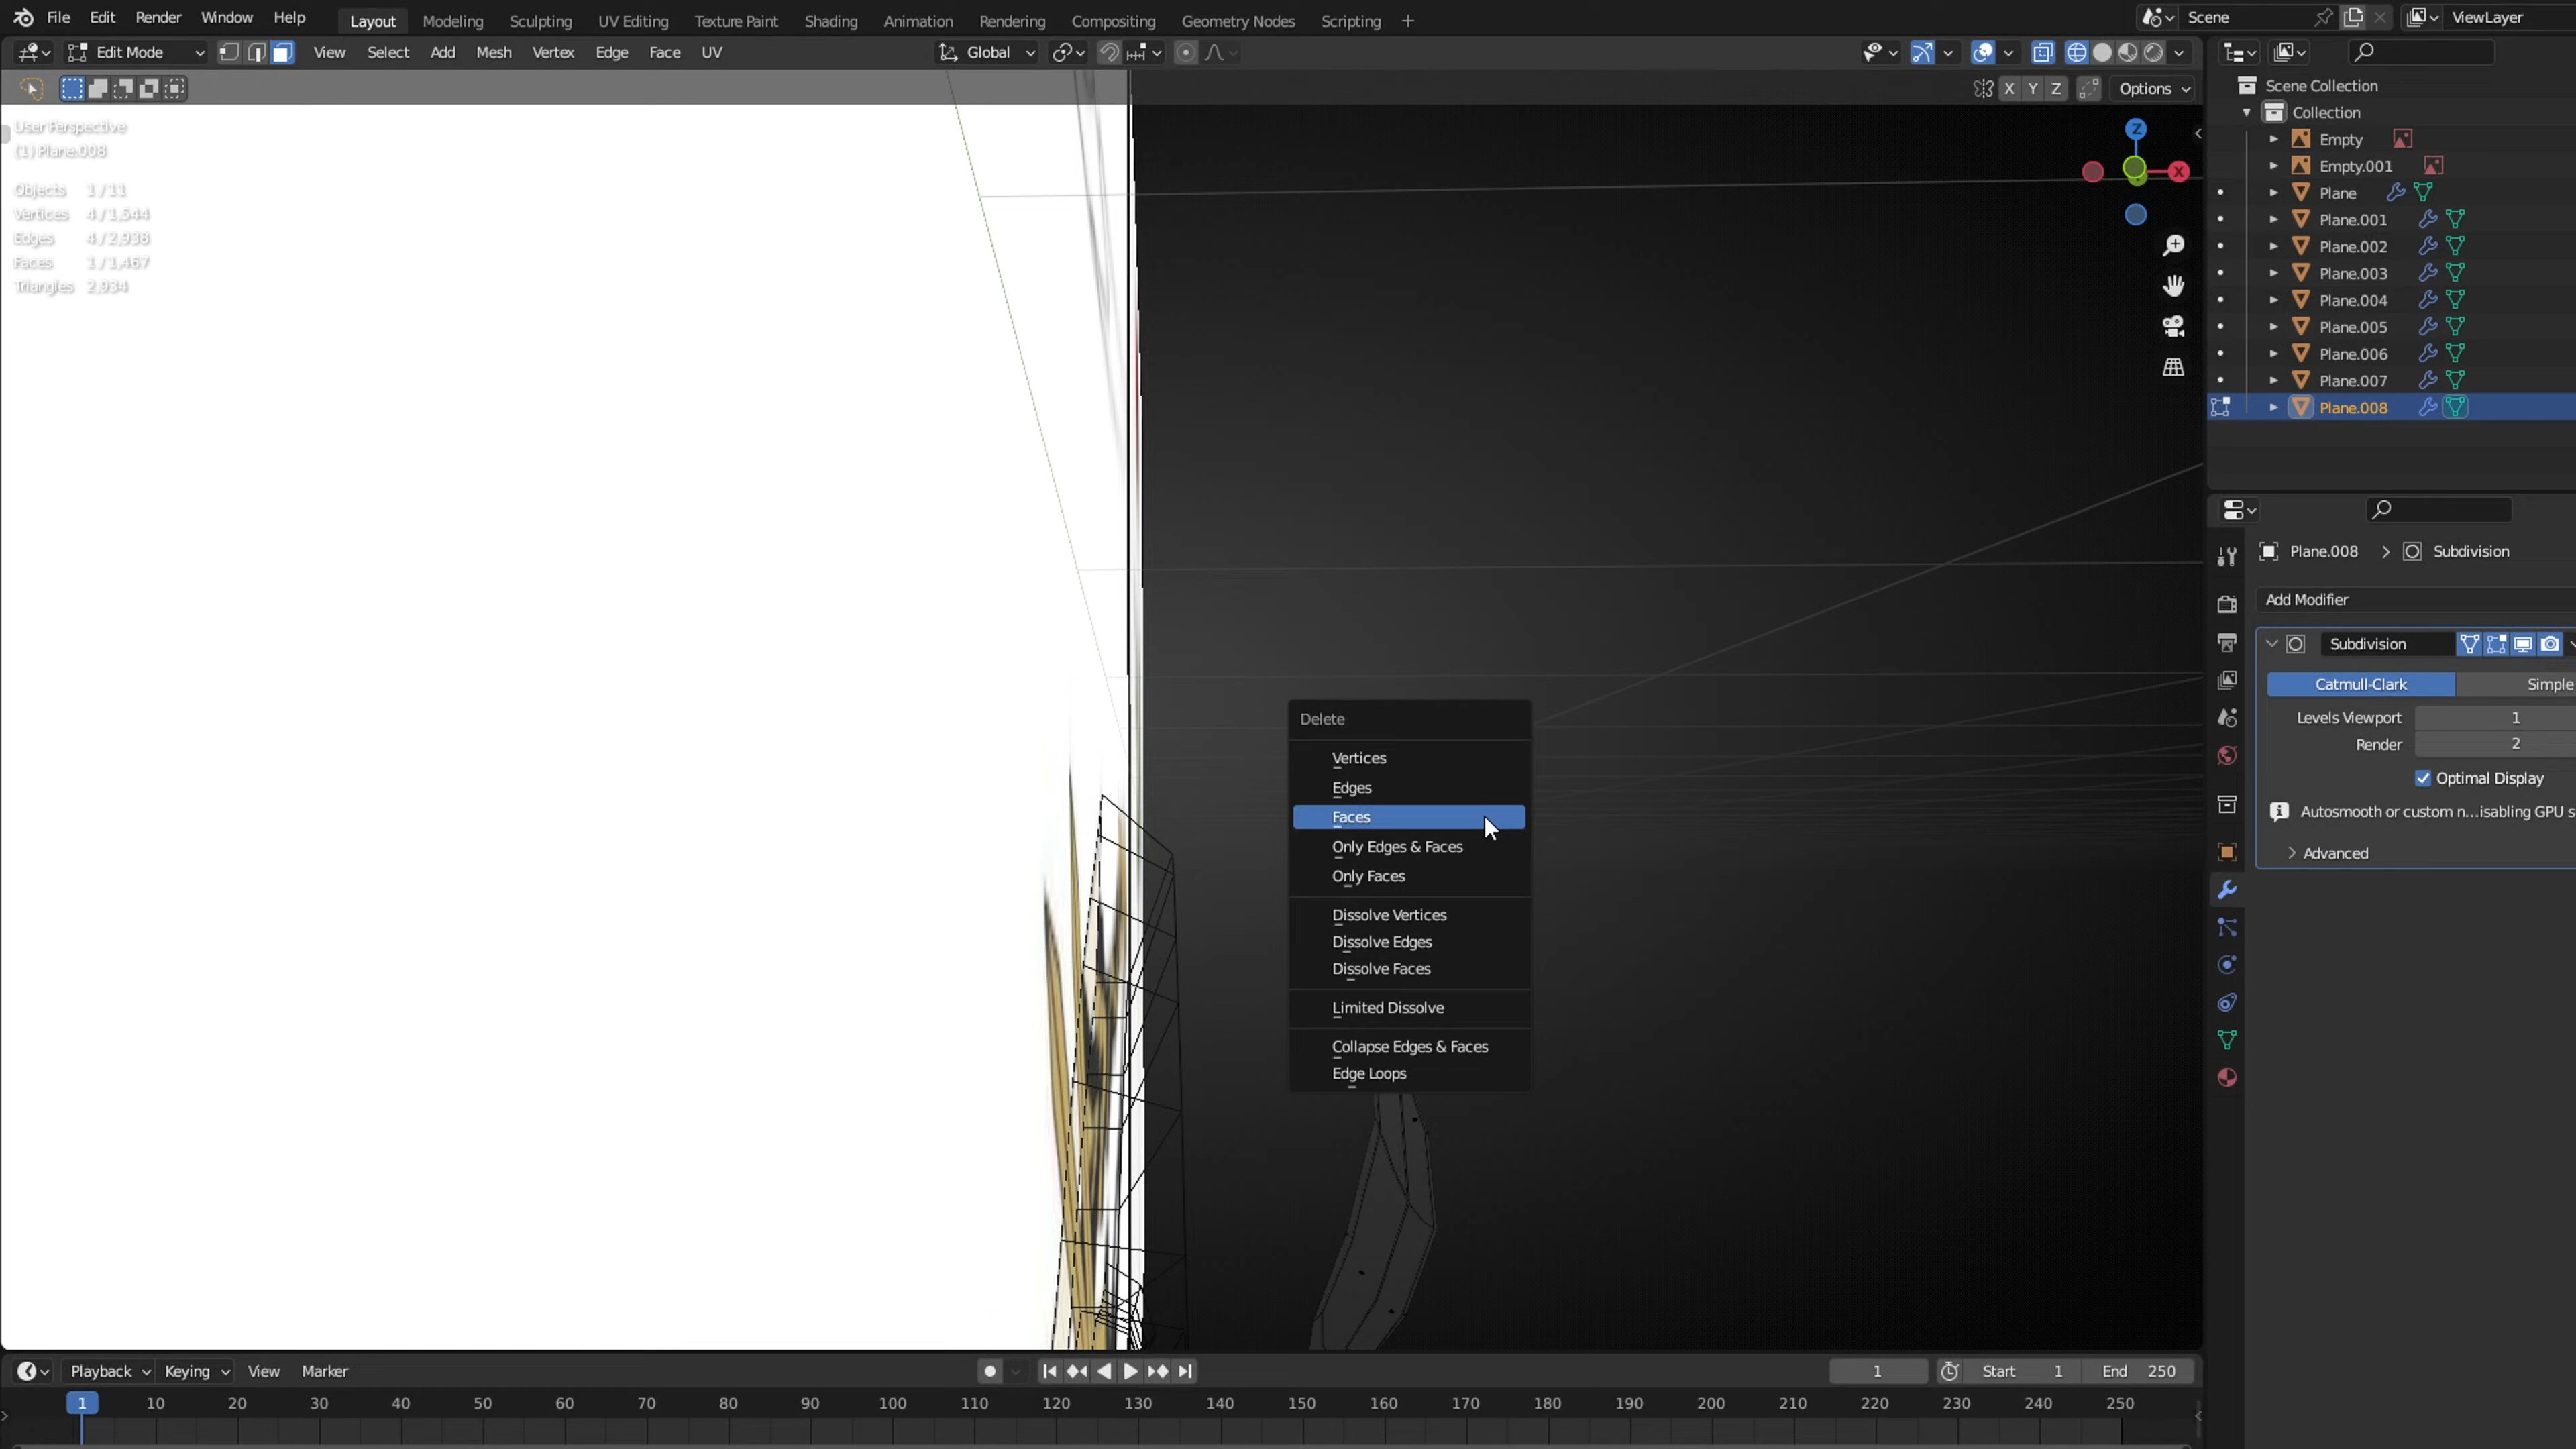 File Edit Render Window Help Layout Modeling Sculpting UV Editing Texture Paint Shading Animation Rendering Compositing Geometry Nodes Scripting + Scene ViewLayer
Edit Mode View Select Add Mesh Vertex Edge Face UV Global
X Y Z Options
User Perspective
(1) Plane.008
Objects 1/11
Vertices 4/1,544
Edges 4/2,938
Faces 1/1,467
Triangles 2,934
Z
X
Delete
Vertices
Edges
Faces
Only Edges & Faces
Only Faces
Dissolve Vertices
Dissolve Edges
Dissolve Faces
Limited Dissolve
Collapse Edges & Faces
Edge Loops
Scene Collection
Collection
Empty
Empty.001
Plane
Plane.001
Plane.002
Plane.003
Plane.004
Plane.005
Plane.006
Plane.007
Plane.008
Plane.008 > Subdivision
Add Modifier
Subdivision
Catmull-Clark Simple
Levels Viewport 1
Render 2
Optimal Display
Autosmooth or custom n...isabling GPU s
Advanced
Playback Keying View Marker 1 Start 1 End 250
1 10 20 30 40 50 60 70 80 90 100 110 120 130 140 150 160 170 180 190 200 210 220 230 240 250